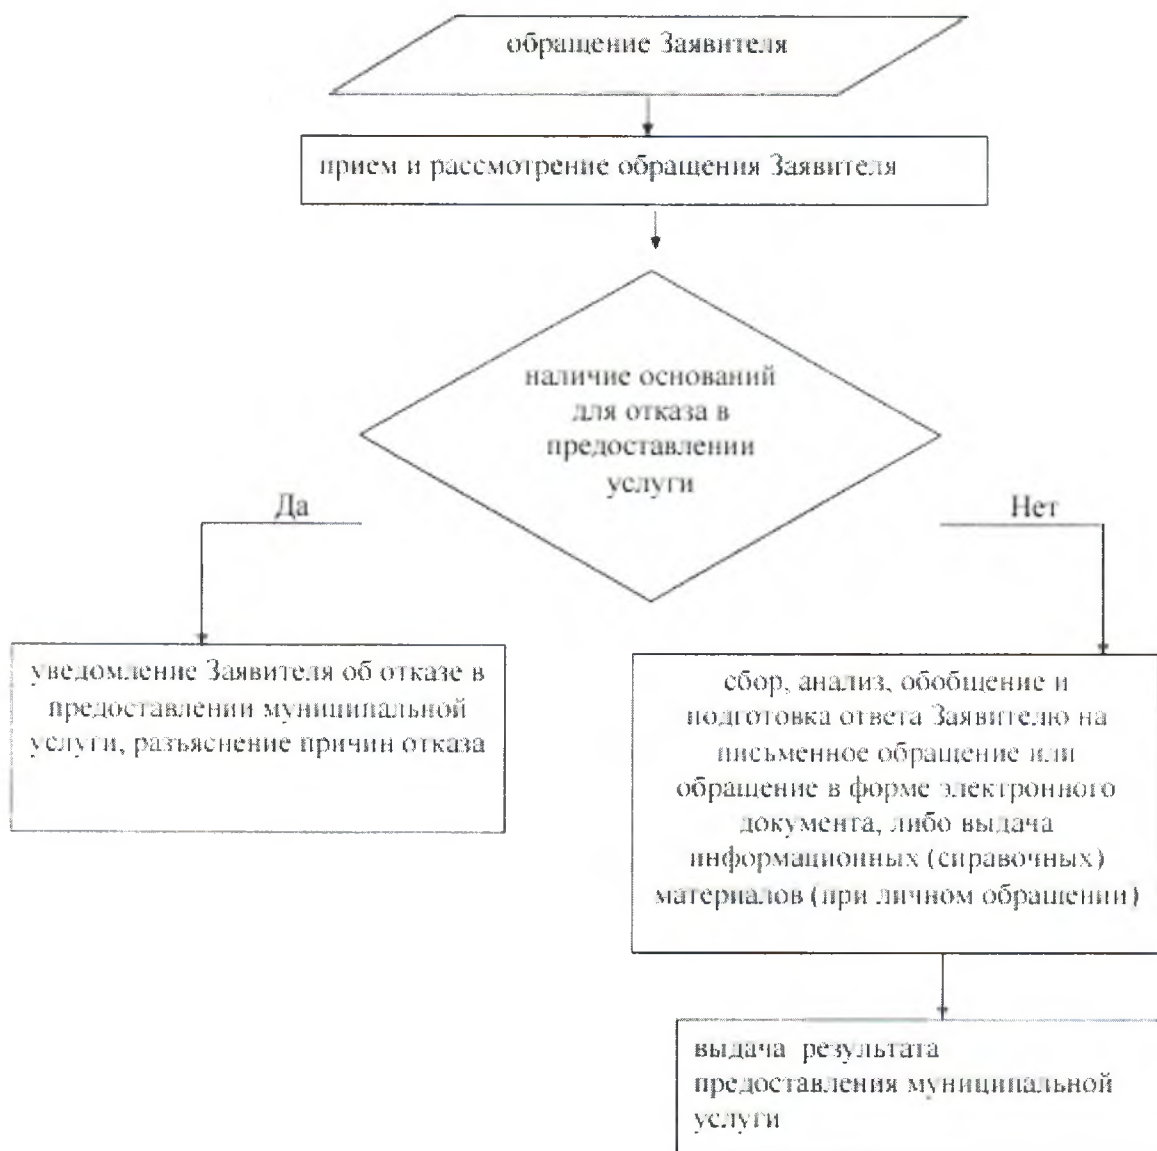 обращение Заявителя
прием и рассмотрение обращения Заявителя
наличие оснований
для отказа в
предоставлении
услуги
Да
Нет
уведомление Заявителя об отказе в
предоставлении муниципальной
услуги, разъяснение причин отказа
сбор, анализ, обобщение и
подготовка ответа Заявителю на
письменное обращение или
обращение в форме электронного
документа, либо выдача
информационных (справочных)
материалов (при личном обращении)
выдача результата
предоставления муниципальной
услуги